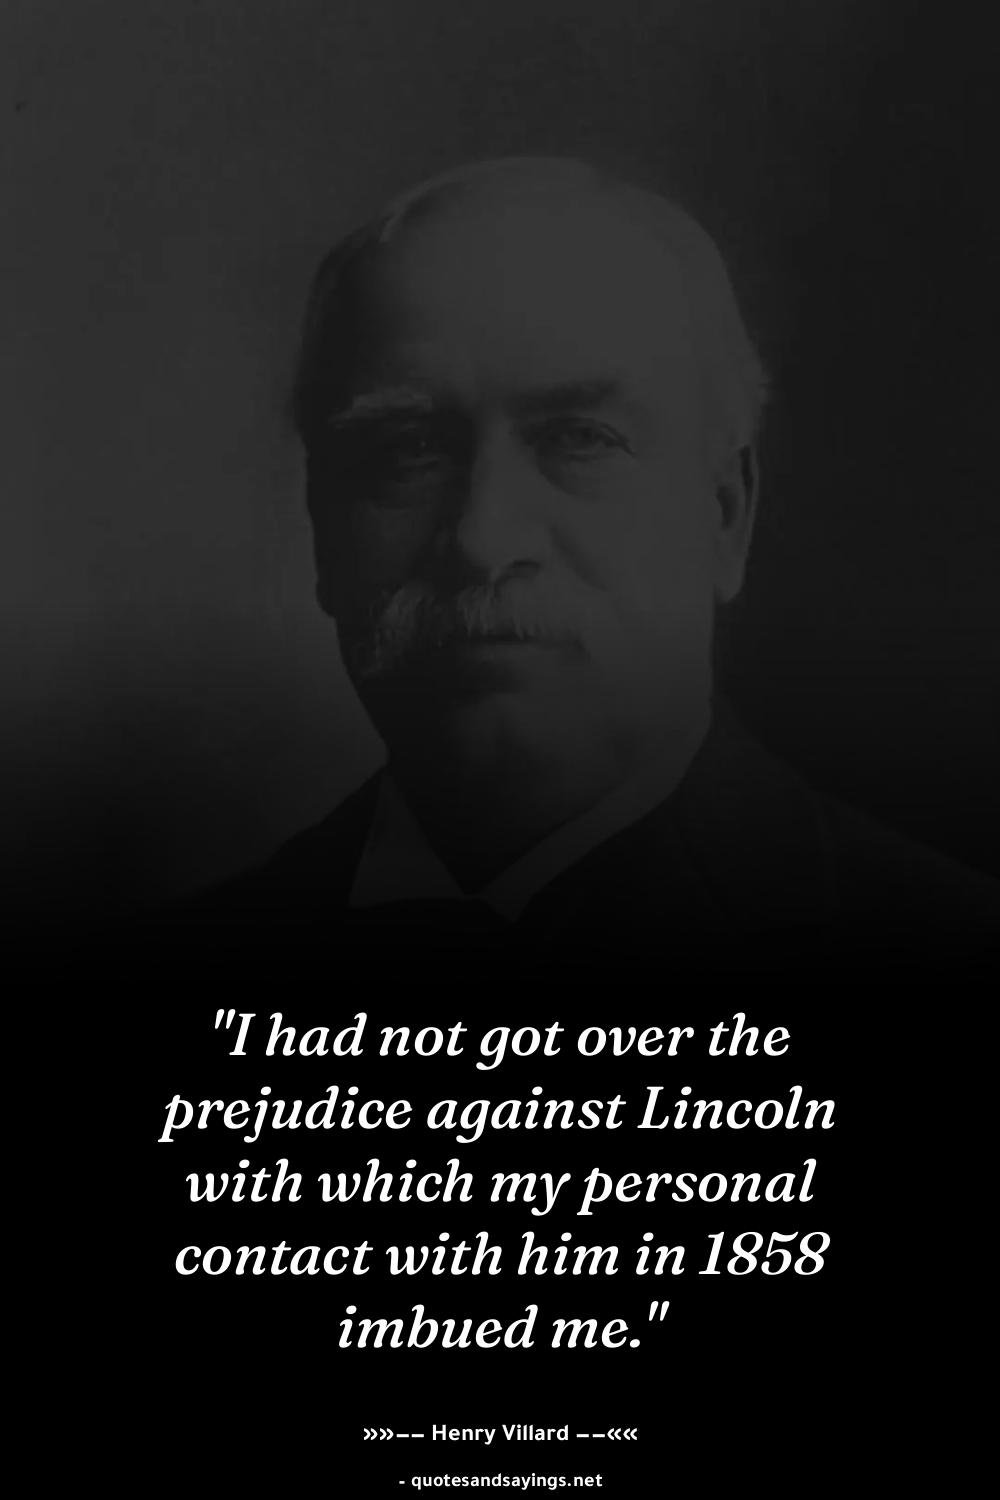 "I had not got over the
prejudice against Lincoln
with which my personal
contact with him in 1858
imbued me."
»»−− Henry Villard −−««
- quotesandsayings.net